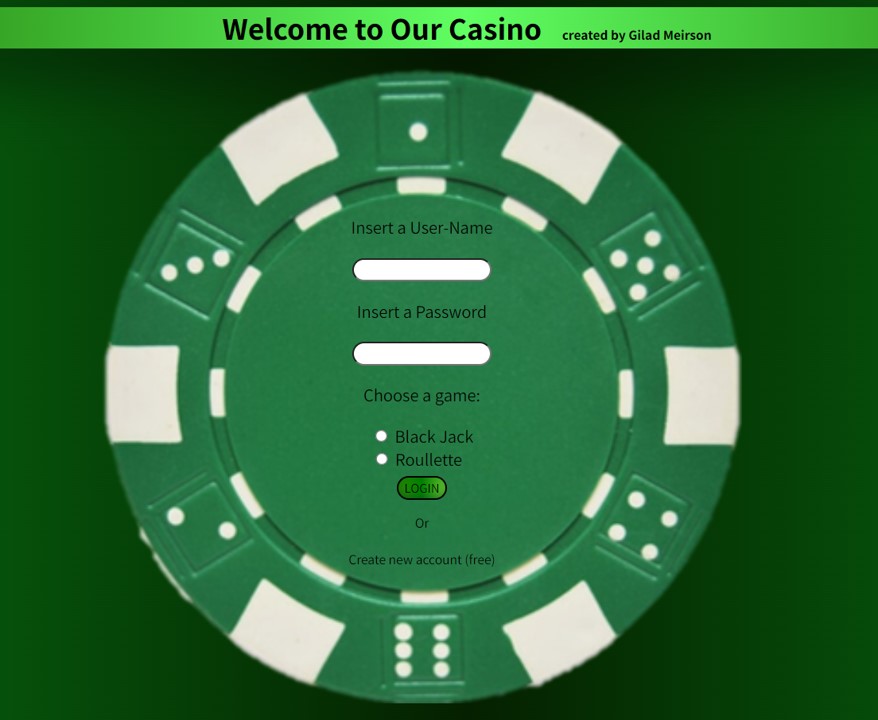 Welcome to Our Casino created by Gilad Meirson
Insert a User-Name
Insert a Password
Choose a game:
Black Jack
Roullette
LOGIN
Or
Create new account (free)